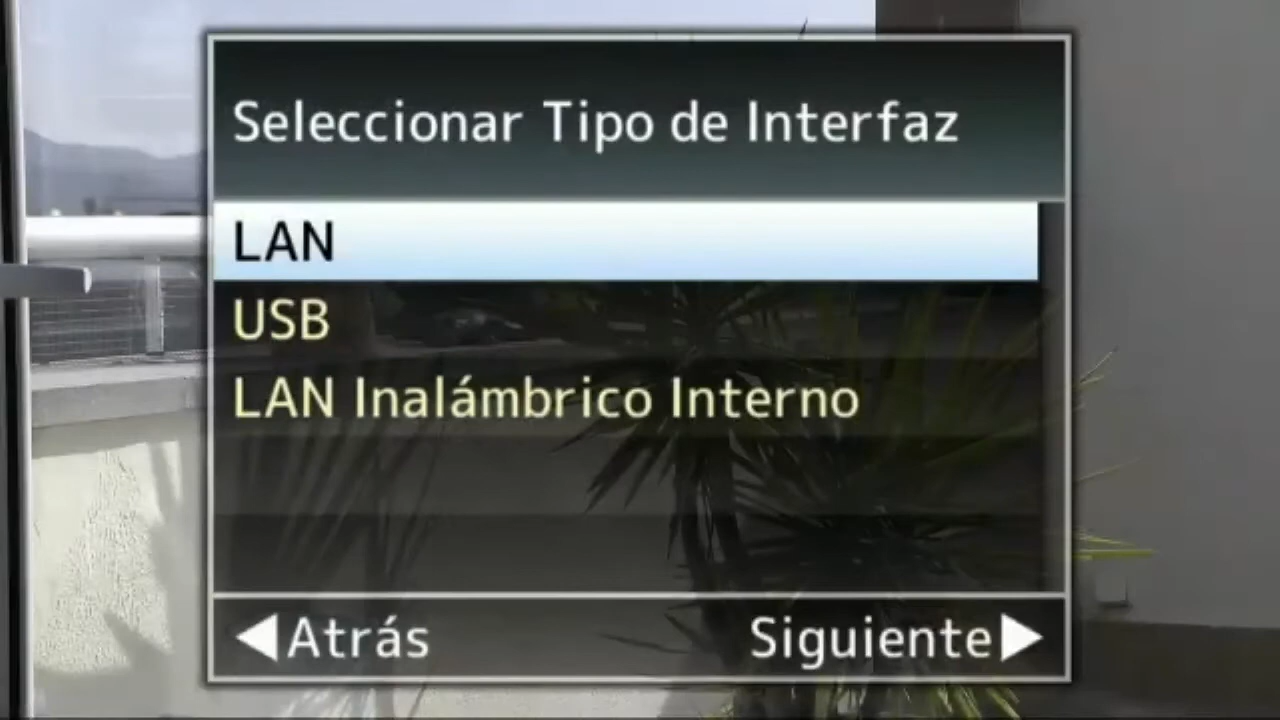 Seleccionar Tipo de Interfaz
LAN
USB
LAN Inalámbrico Interno
Atrás Siguiente